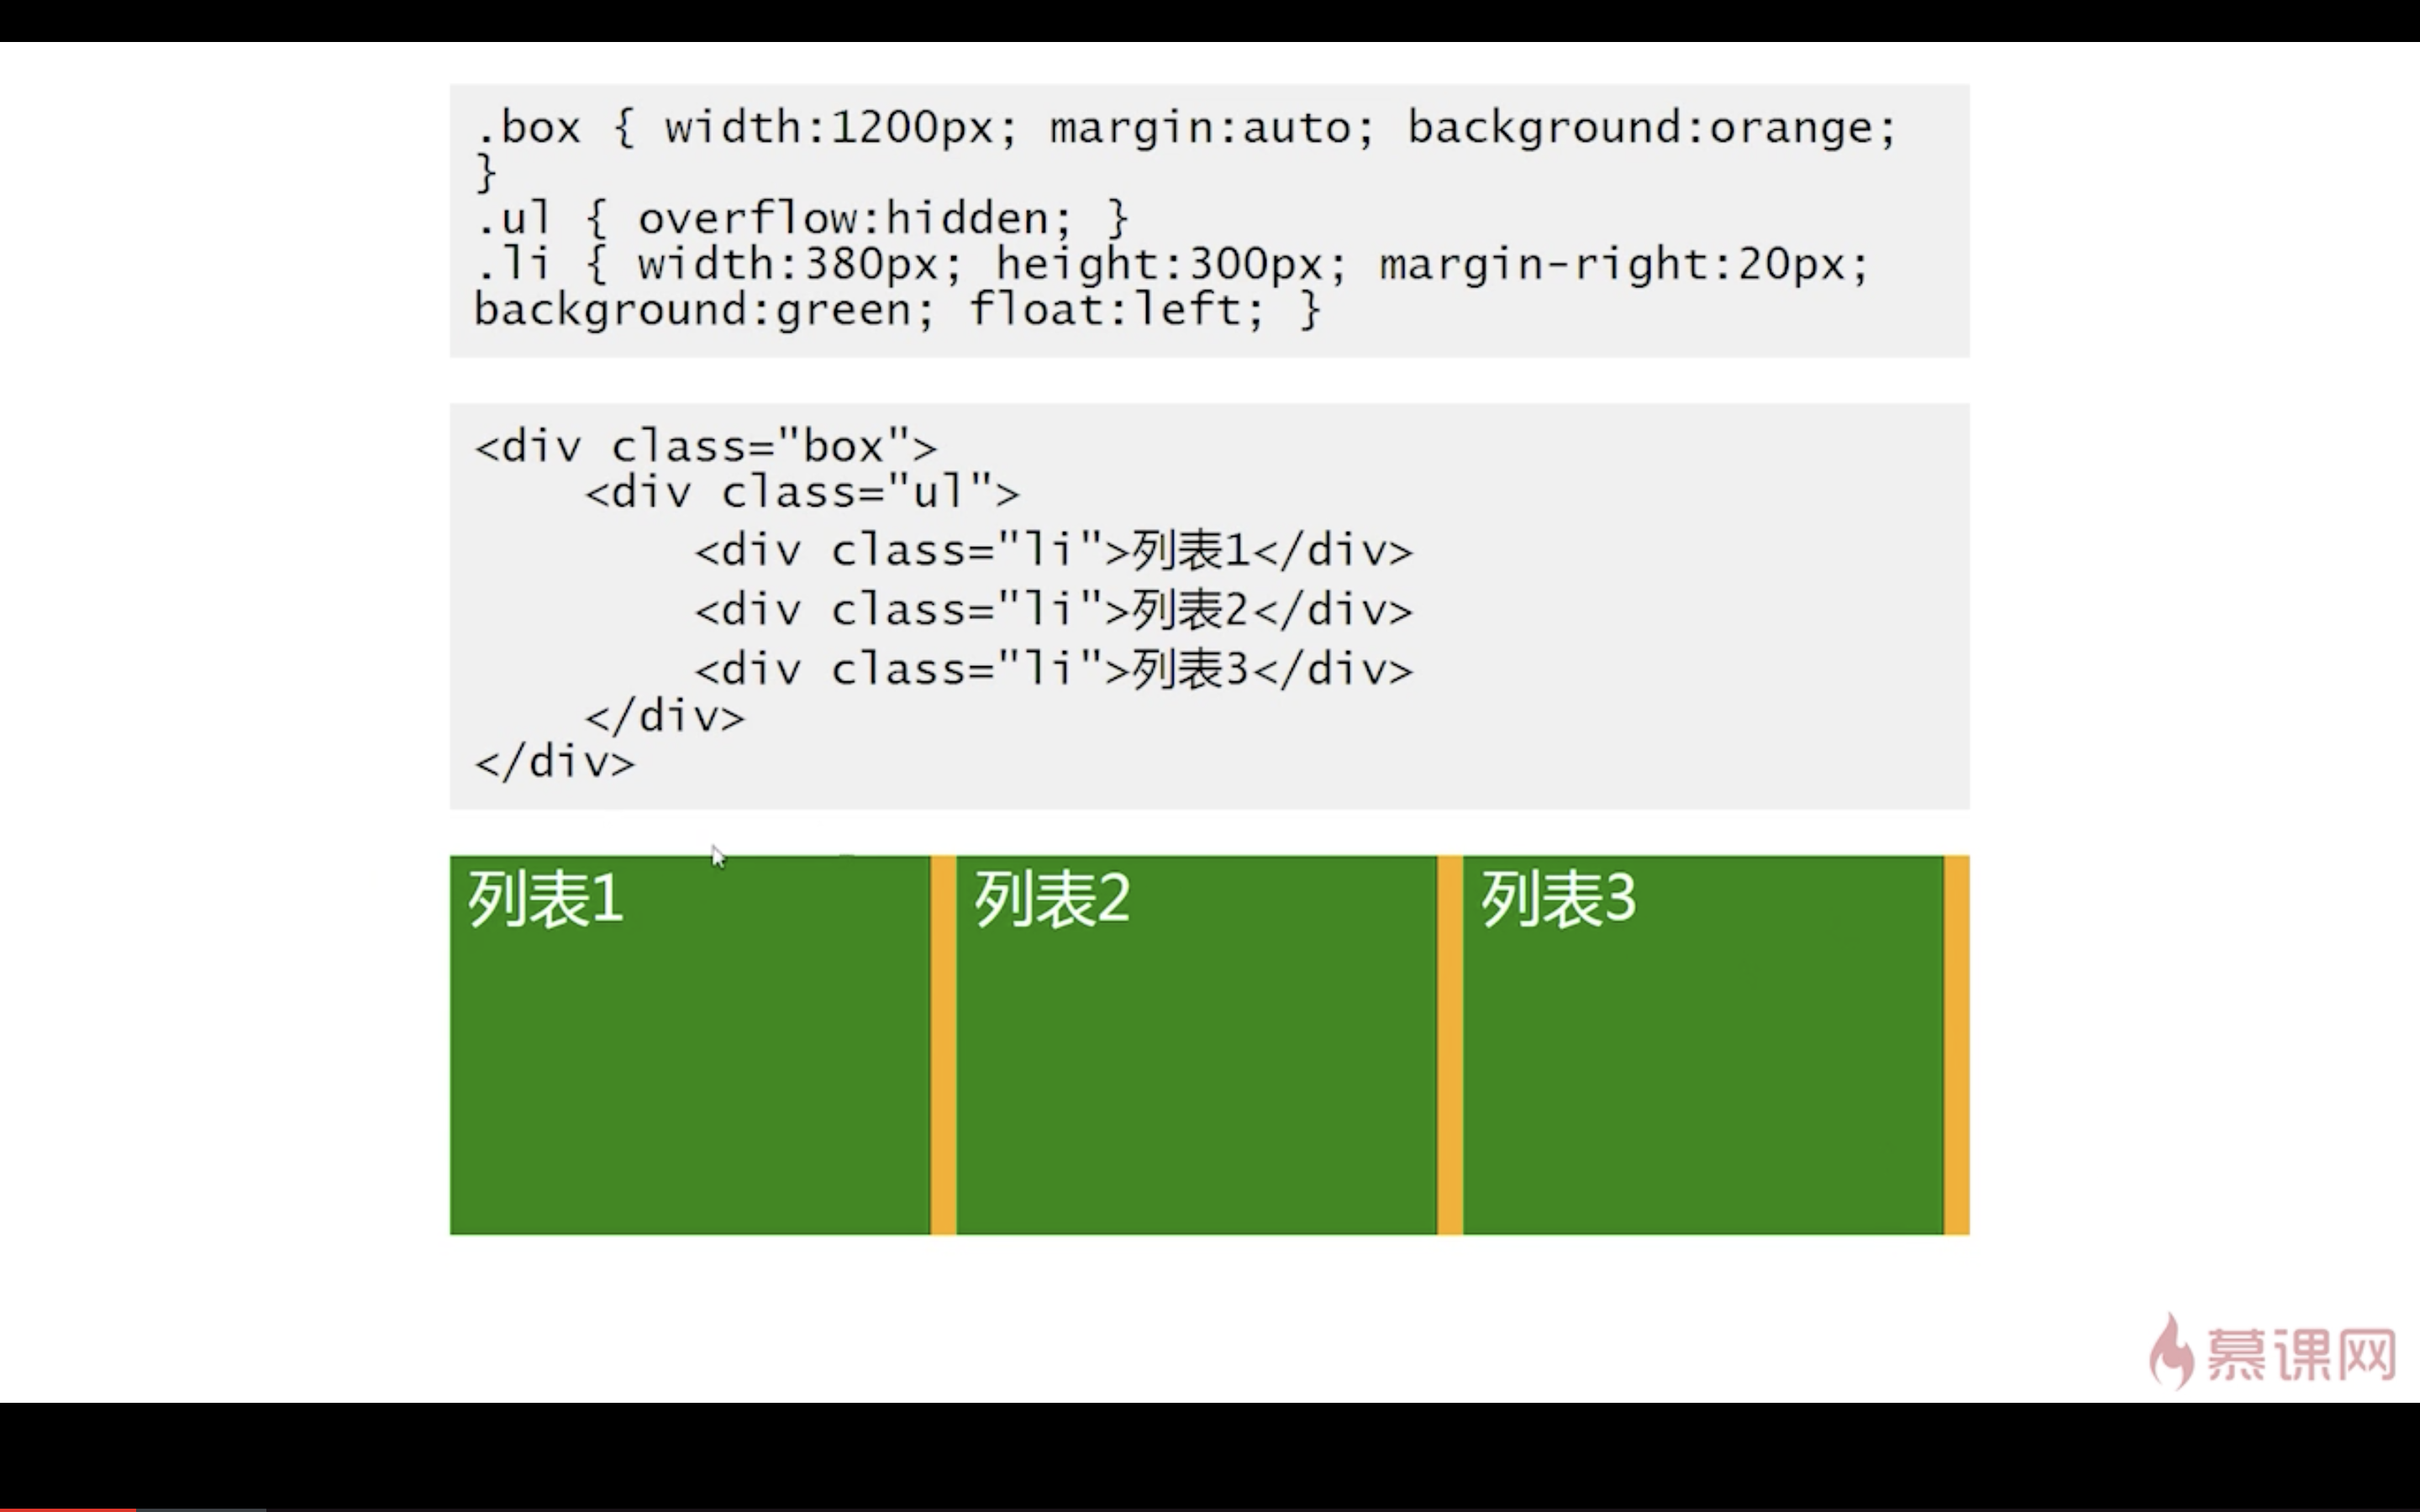 .box { width:1200px; margin:auto; background:orange;
}
.ul { overflow:hidden; }
.li { width:380px; height:300px; margin-right:20px;
background:green; float:left; }
<div class="box">
<div class="ul">
<div class="li">列表1</div>
<div class="li">列表2</div>
<div class="li">列表3</div>
</div>
</div>
列表1 列表2 列表3
慕课网